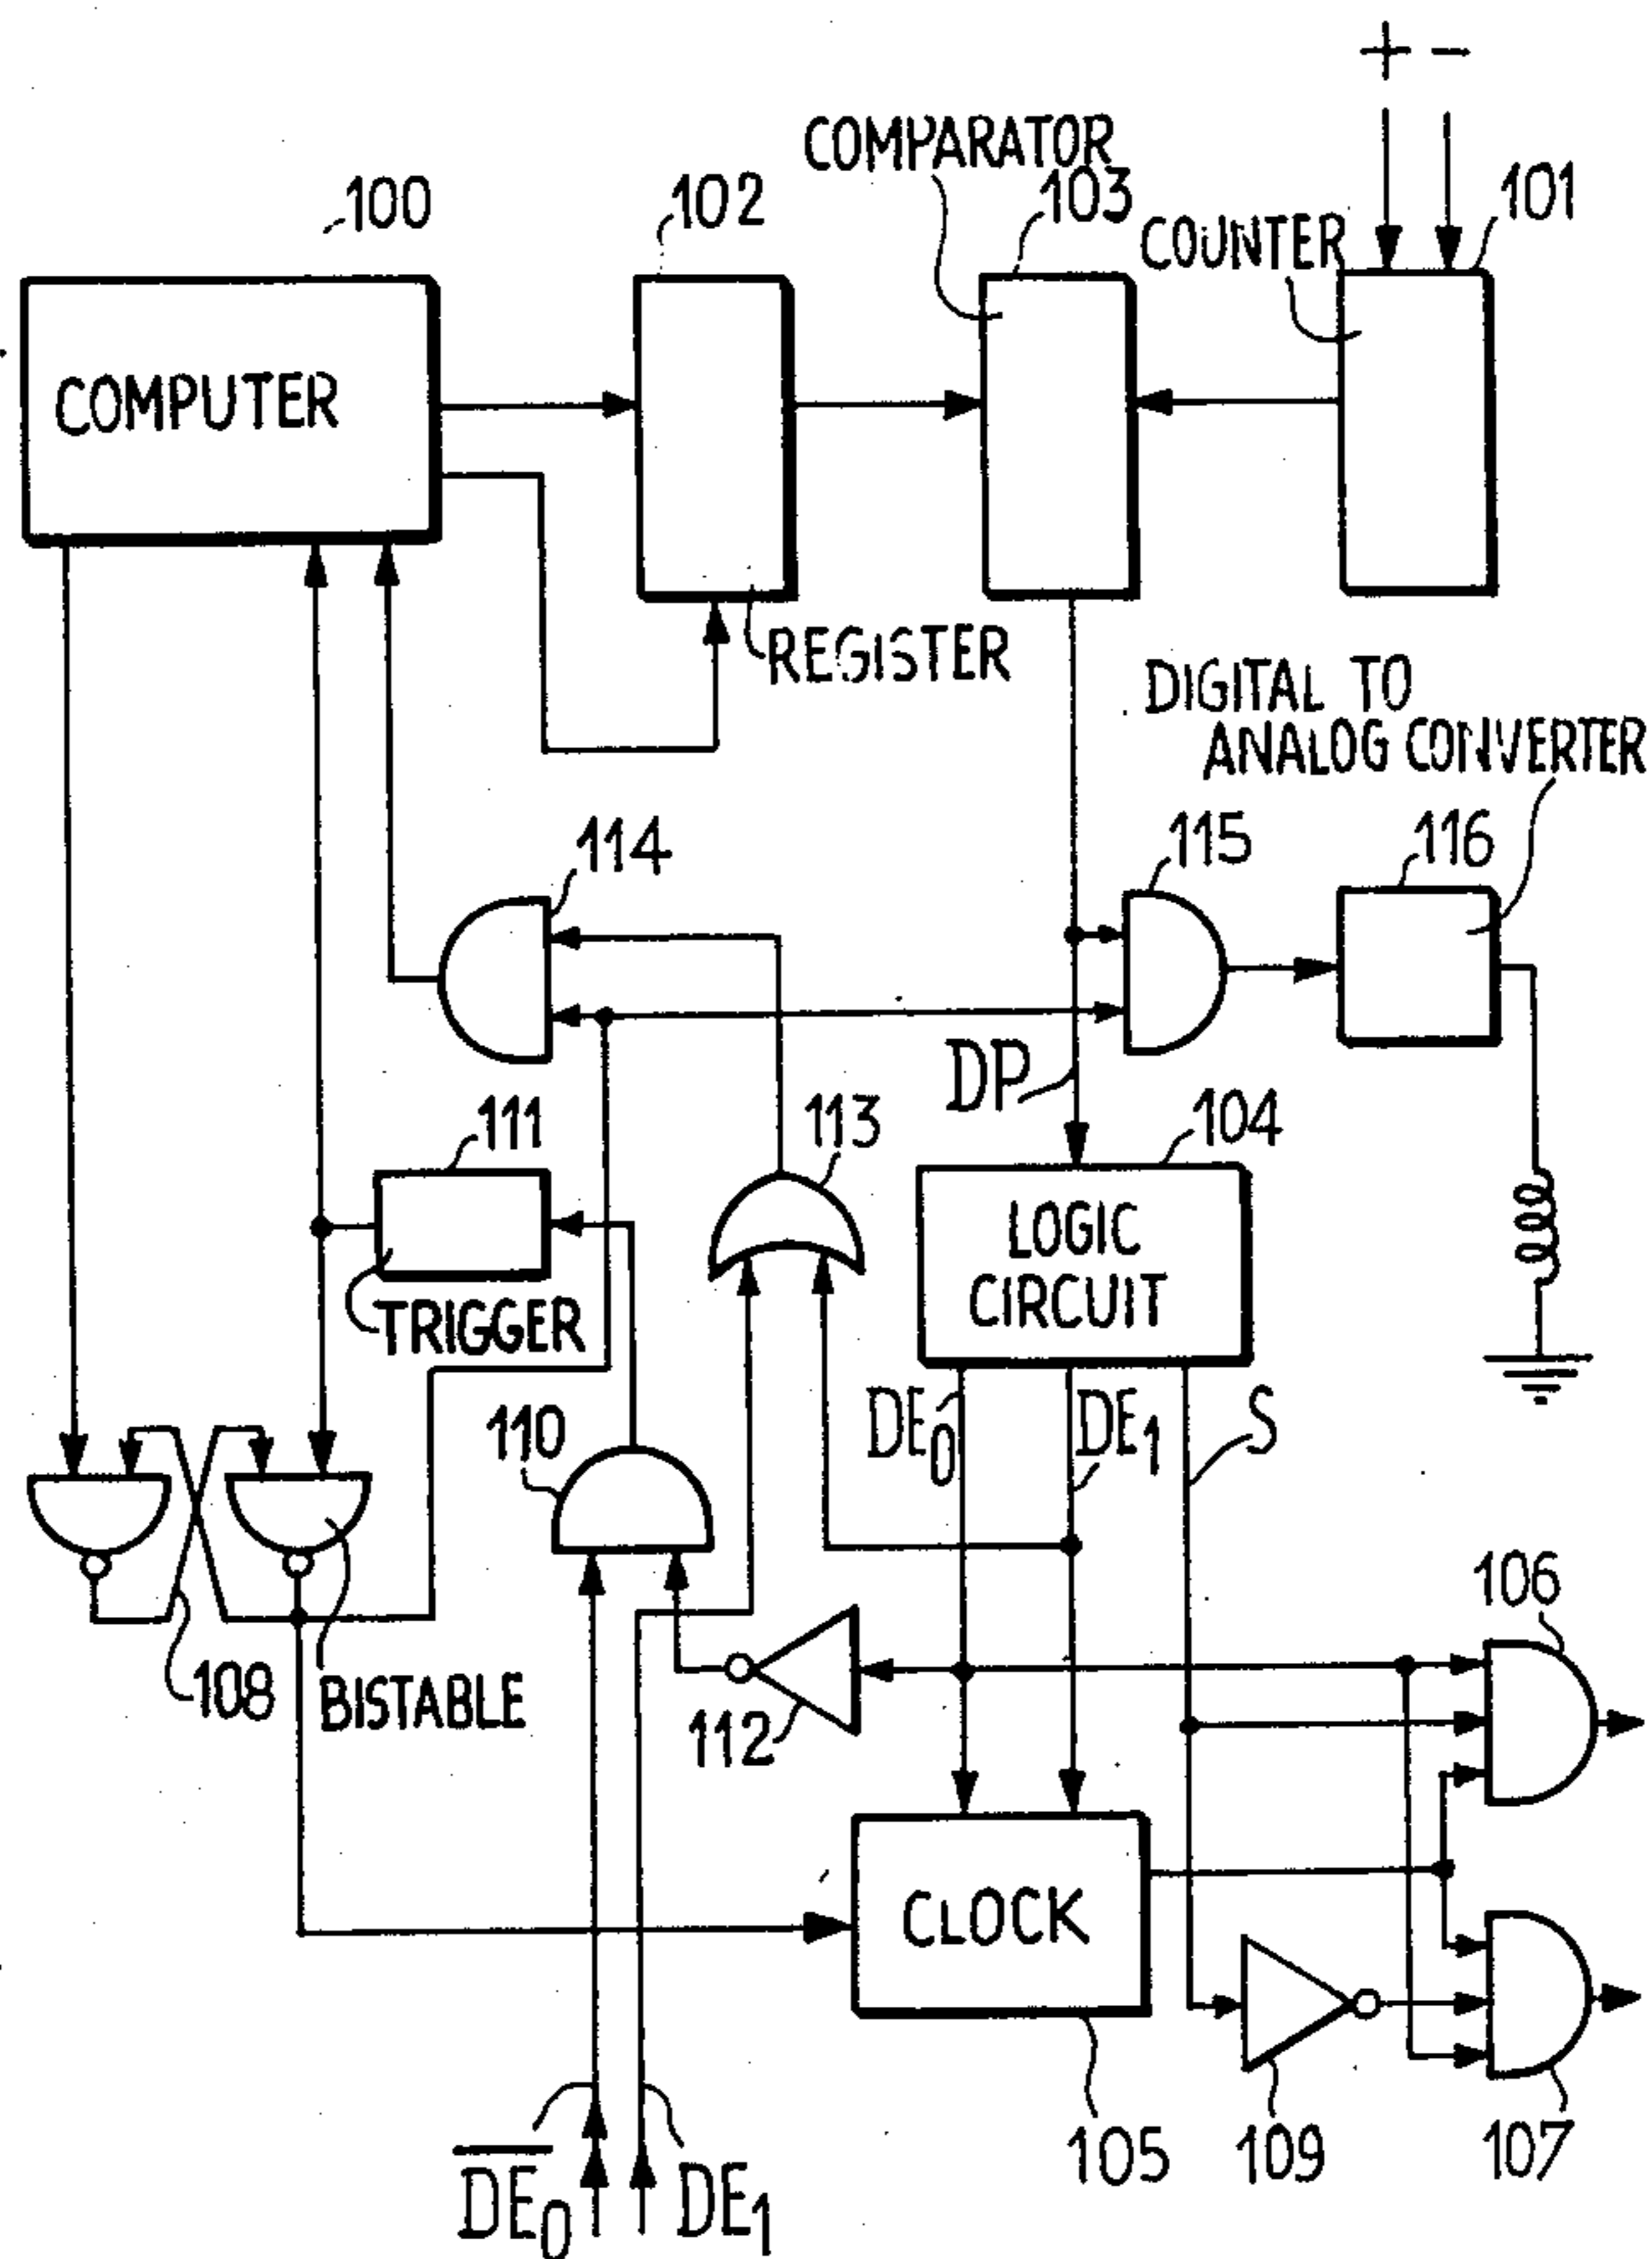 + -
COMPARATOR
100
102
103
101
COUNTER
COMPUTER
REGISTER
DIGITAL TO
ANALOG CONVERTER
114
115
116
DP
111
113
104
LOGIC
CIRCUIT
TRIGGER
DE0
DE1
S
110
106
108
BISTABLE
112
CLOCK
105
109
107
D̅E̅0̅
DE1